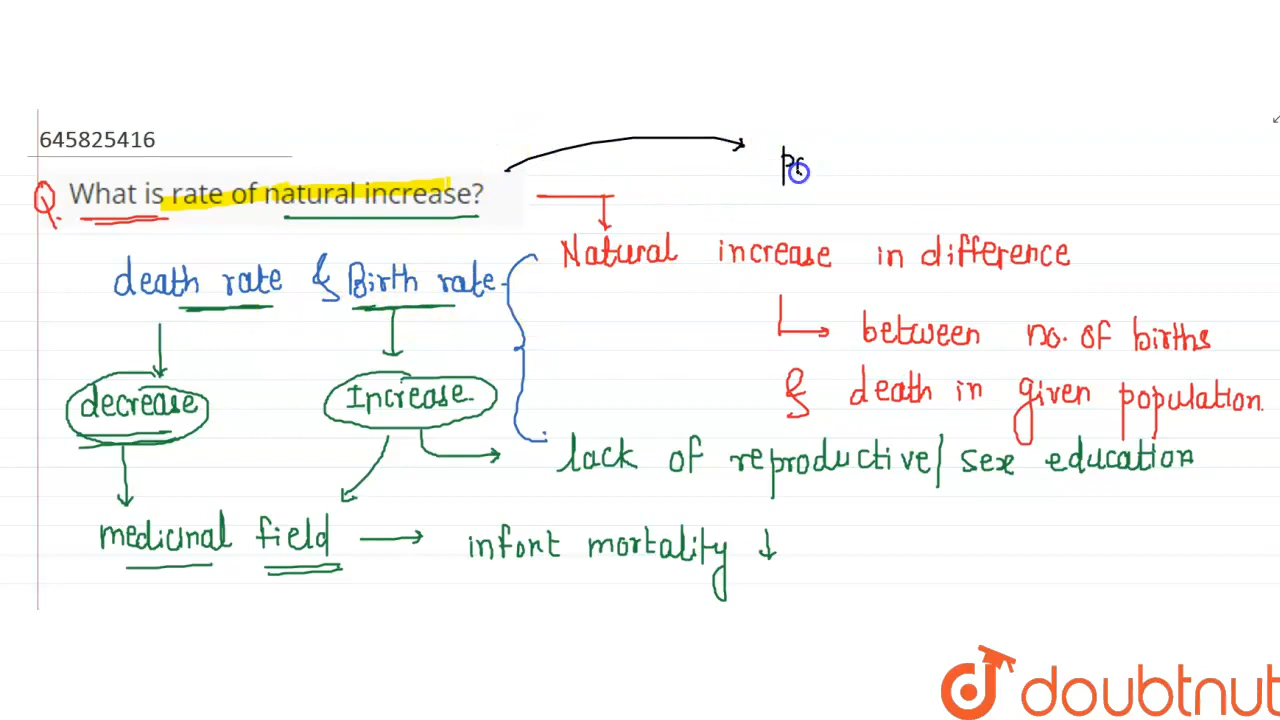 645825416
Q. What is rate of natural increase?
Natural increase in difference
death rate & Birth rate
between no. of births
& death in given population
decrease
Increase
lack of reproductive/ sex education
medicinal field → infont mortality ↓
doubtnut